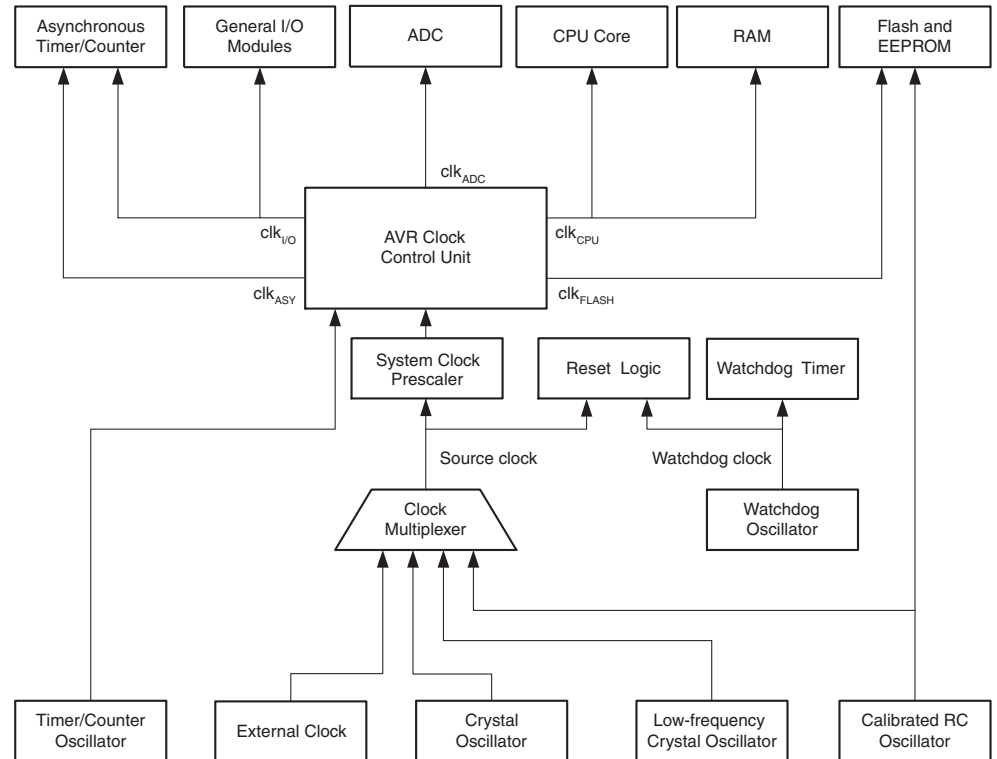 Asynchronous
Timer/Counter
General I/O
Modules
ADC
CPU Core
RAM
Flash and
EEPROM
clkADC
clkI/O
AVR Clock
Control Unit
clkCPU
clkASY
clkFLASH
System Clock
Prescaler
Reset Logic
Watchdog Timer
Source clock
Watchdog clock
Clock
Multiplexer
Watchdog
Oscillator
Timer/Counter
Oscillator
External Clock
Crystal
Oscillator
Low-frequency
Crystal Oscillator
Calibrated RC
Oscillator